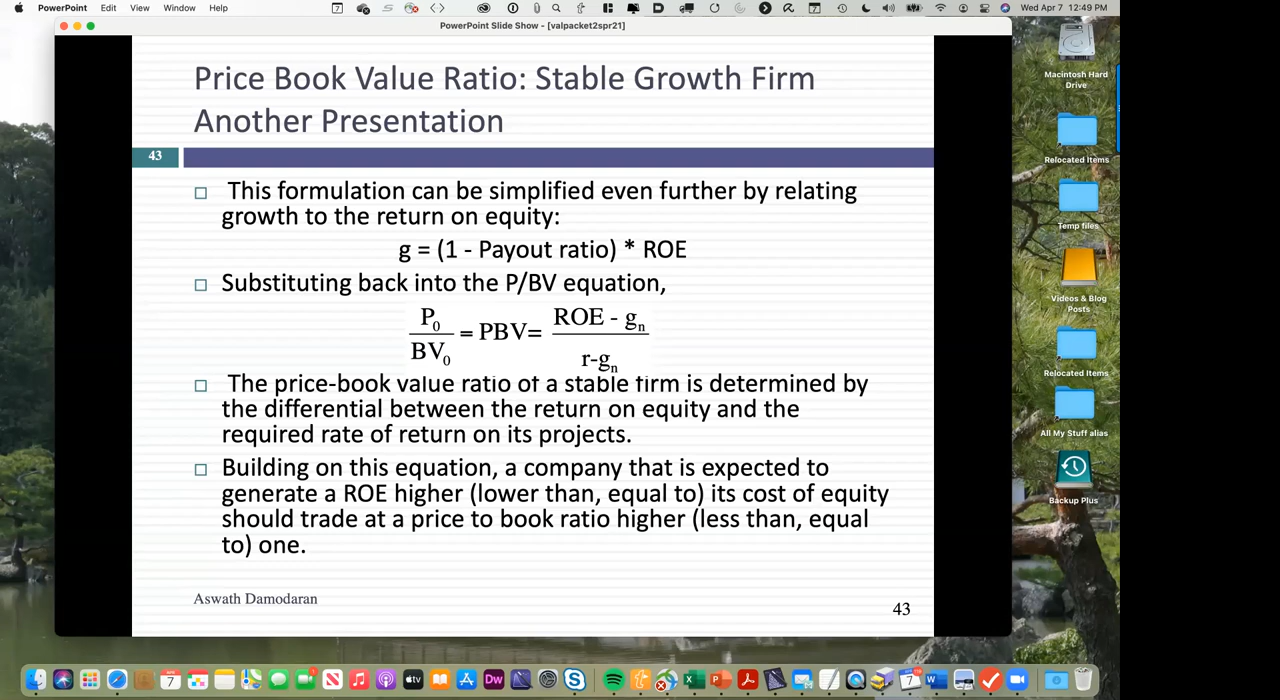 PowerPoint Edit View Window Help Wed Apr 7 12:49 PM
PowerPoint Slide Show - [valpacket2spr21]
Price Book Value Ratio: Stable Growth Firm
Another Presentation
43
This formulation can be simplified even further by relating
growth to the return on equity:
g = (1 - Payout ratio) * ROE
Substituting back into the P/BV equation,
P0/BV0 = PBV= ROE - gn/r-gn
The price-book value ratio of a stable firm is determined by
the differential between the return on equity and the
required rate of return on its projects.
Building on this equation, a company that is expected to
generate a ROE higher (lower than, equal to) its cost of equity
should trade at a price to book ratio higher (less than, equal
to) one.
Aswath Damodaran
43
Macintosh Hard
Drive
Relocated Items
Temp files
Videos & Blog
Posts
Relocated Items
All My Stuff alias
Backup Plus